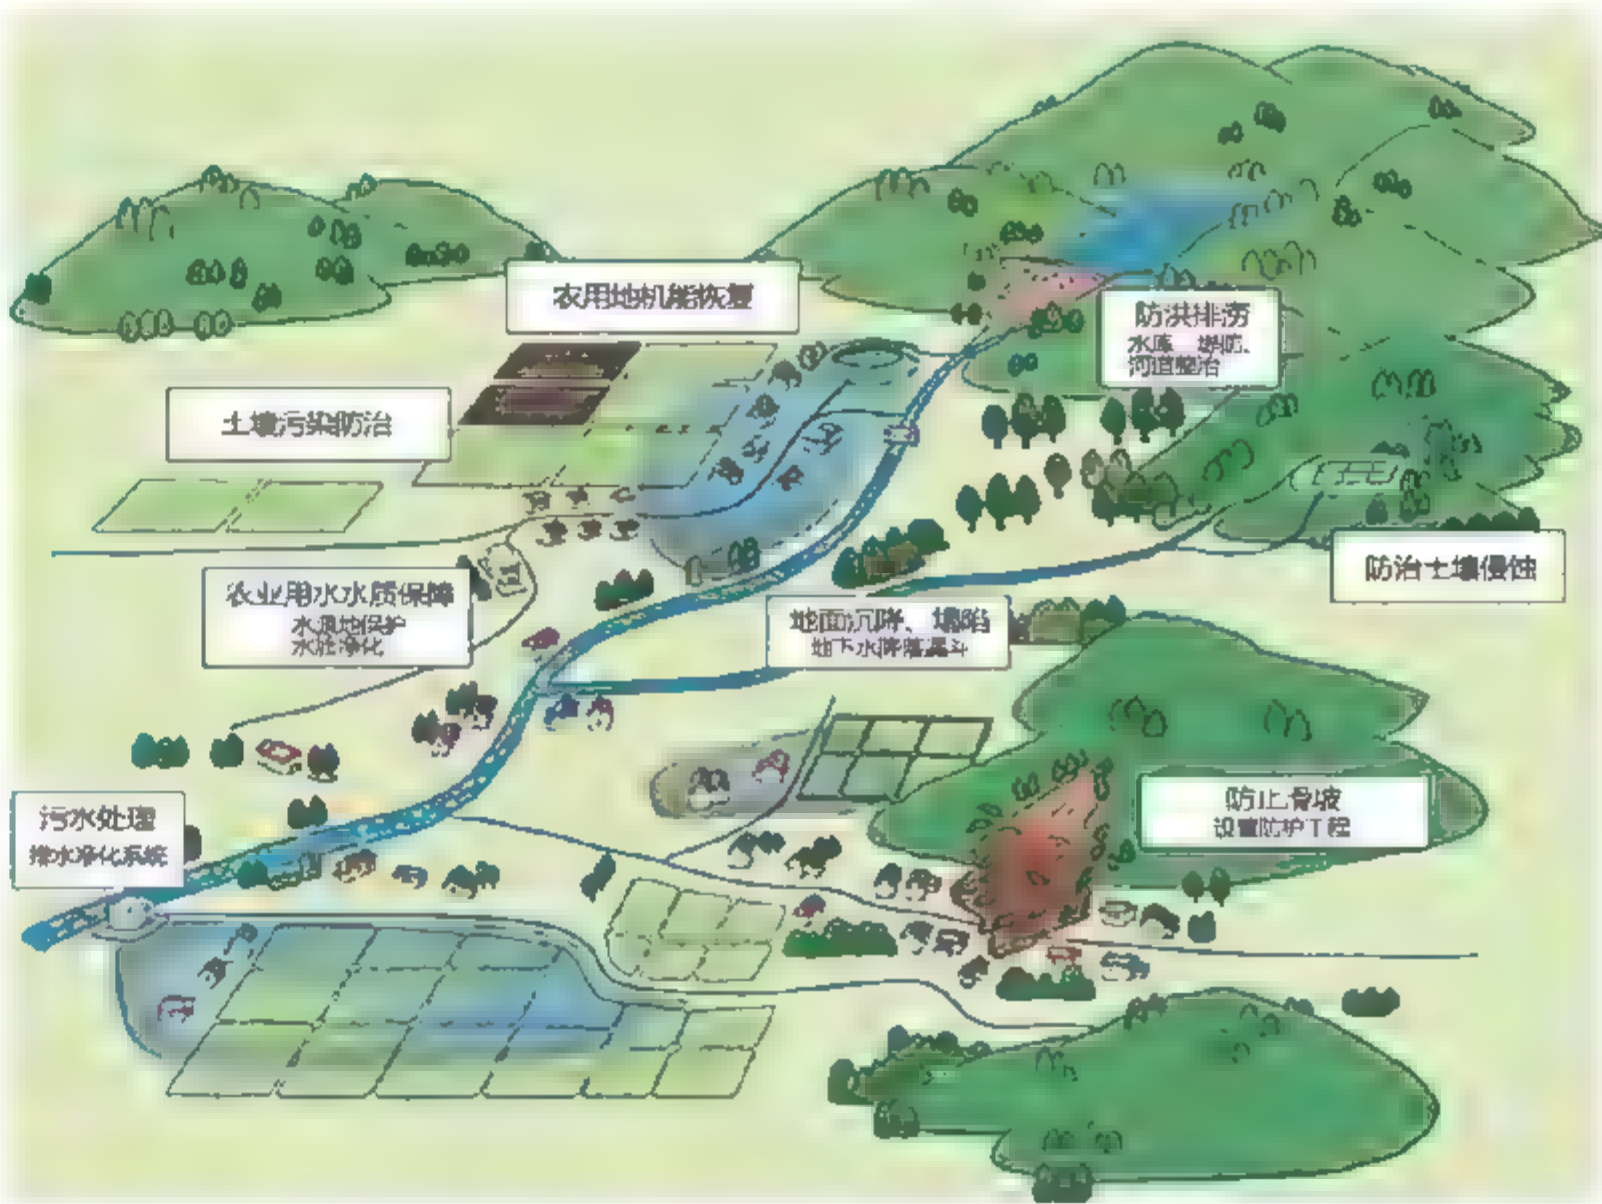 农用地机能恢复
防洪排涝
水库、堤防、
河道整治
土壤污染防治
防治土壤侵蚀
农业用水水质保障
水源地保护
水脏净化
地面沉降、塌陷
地下水降落漏斗
污水处理
排水净化系统
防止滑坡
设置防护工程